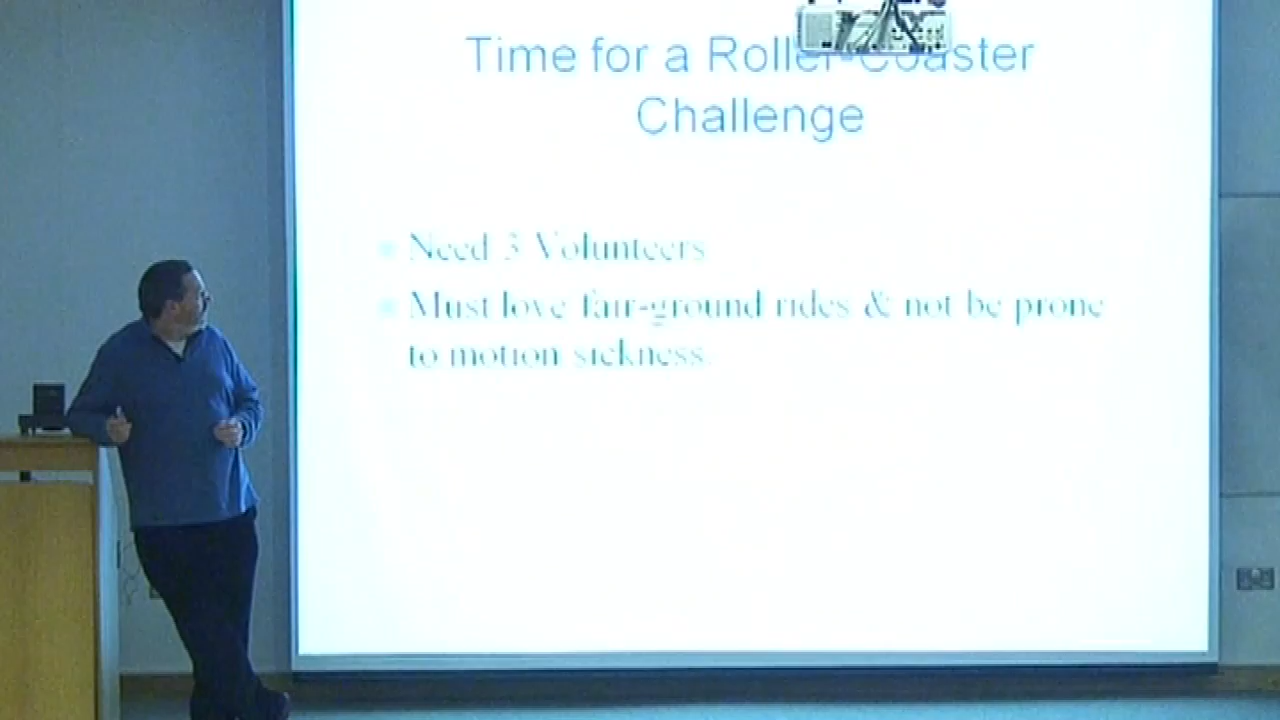 Time for a Roller-Coaster
Challenge
Need 3 Volunteers
Must love fair-ground rides & not be prone
to motion sickness.